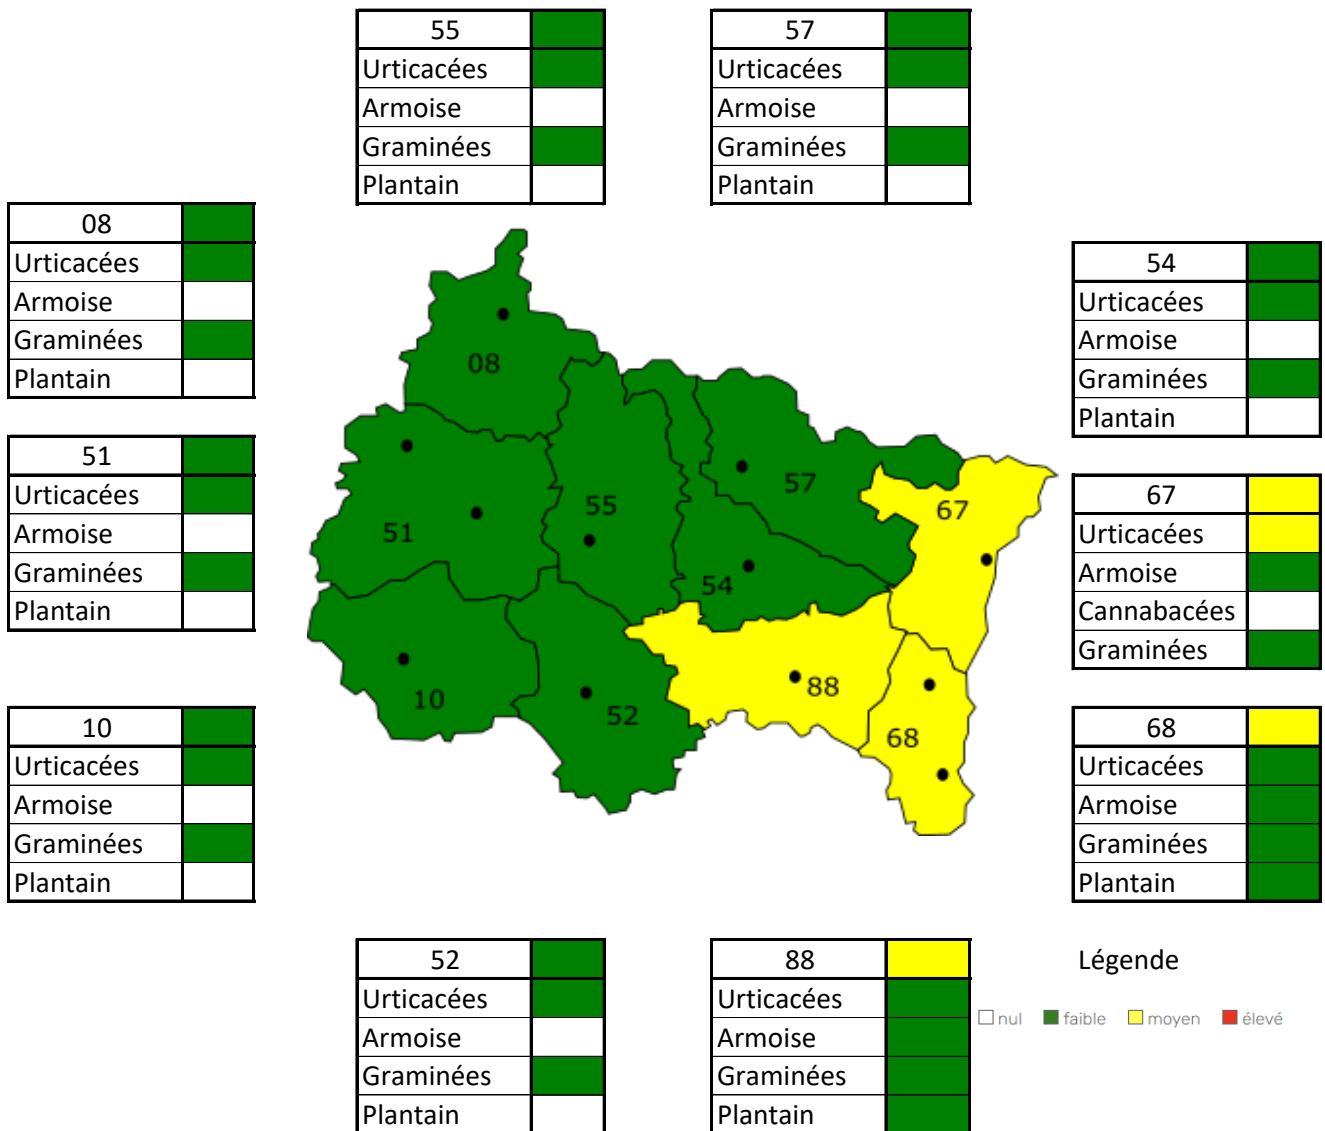 55
Urticacées
Armoise
Graminées
Plantain
57
Urticacées
Armoise
Graminées
Plantain
08
Urticacées
Armoise
Graminées
Plantain
54
Urticacées
Armoise
Graminées
Plantain
51
Urticacées
Armoise
Graminées
Plantain
67
Urticacées
Armoise
Cannabacées
Graminées
10
Urticacées
Armoise
Graminées
Plantain
68
Urticacées
Armoise
Graminées
Plantain
08
57
55
67
51
54
88
10
52
68
52
Urticacées
Armoise
Graminées
Plantain
88
Urticacées
Armoise
Graminées
Plantain
Légende
nul faible moyen élevé